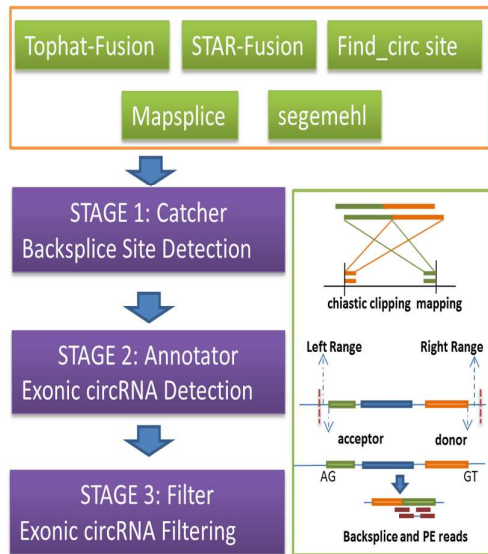 Tophat-Fusion
STAR-Fusion
Find_circ site
Mapsplice
segemehl
STAGE 1: Catcher
Backsplice Site Detection
STAGE 2: Annotator
Exonic circRNA Detection
STAGE 3: Filter
Exonic circRNA Filtering
chiastic clipping mapping
Left Range
Right Range
acceptor
donor
AG
GT
Backsplice and PE reads